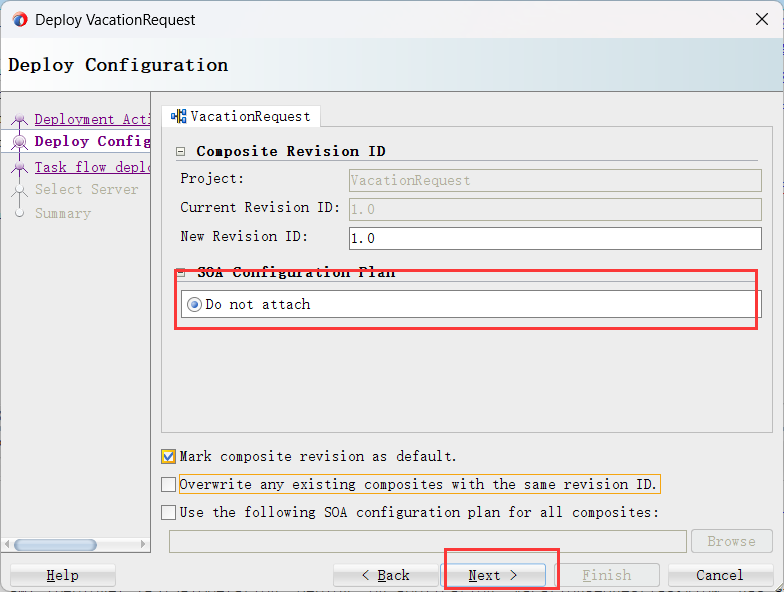 Deploy VacationRequest
Deploy Configuration
Deployment Acti
Deploy Config
Task flow deplo
Select Server
Summary
VacationRequest
Composite Revision ID
Project:
VacationRequest
Current Revision ID:
1.0
New Revision ID:
1.0
SOA Configuration Plan
Do not attach
Mark composite revision as default.
Overwrite any existing composites with the same revision ID.
Use the following SOA configuration plan for all composites:
Browse
Help
< Back
Next >
Finish
Cancel